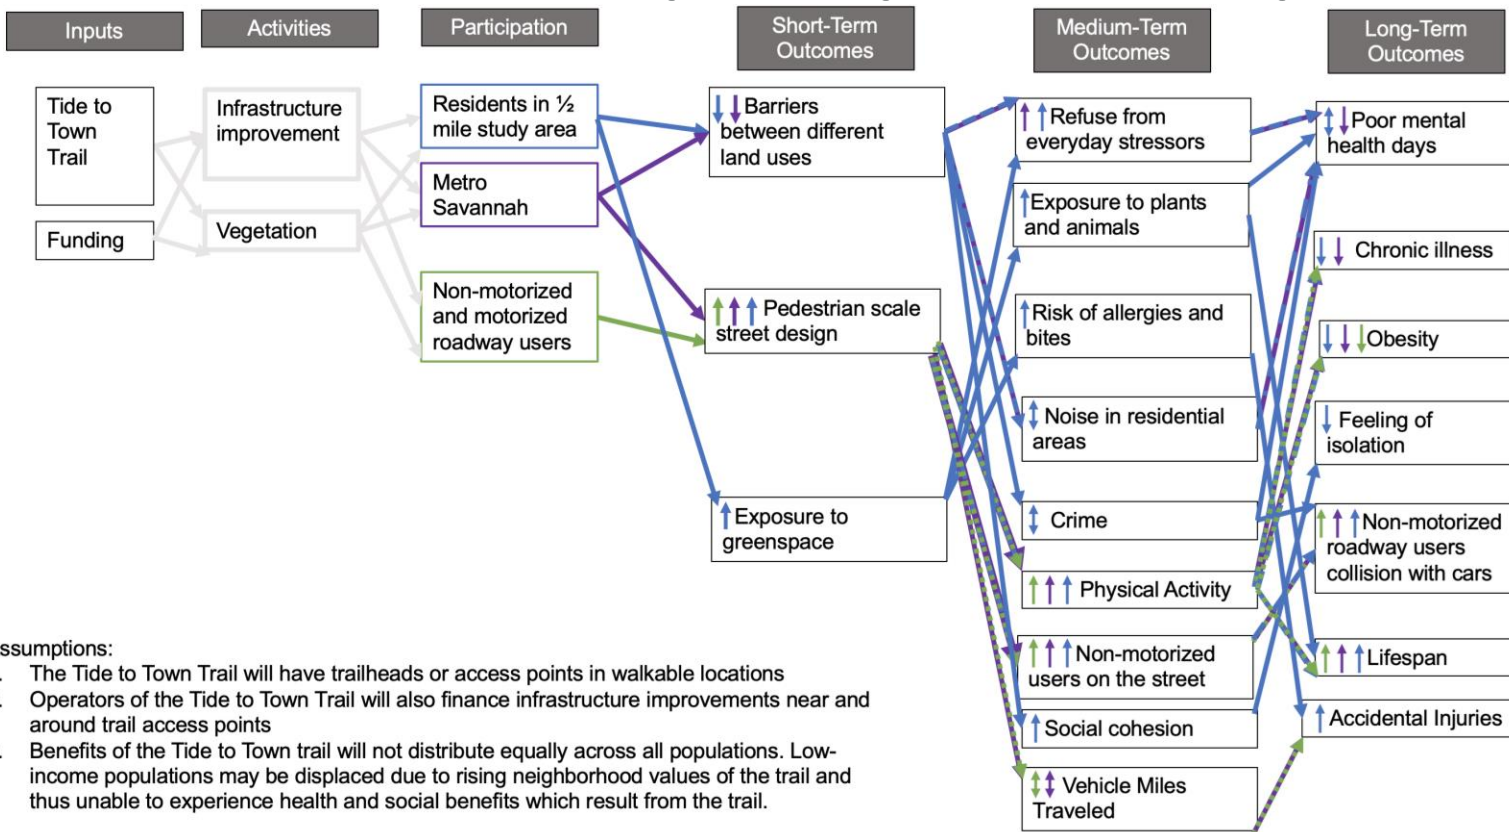 Inputs
Activities
Participation
Short-Term
Outcomes
Medium-Term
Outcomes
Long-Term
Outcomes
Tide to
Town
Trail
Funding
Infrastructure
improvement
Vegetation
Residents in ½
mile study area
Metro
Savannah
Non-motorized
and motorized
roadway users
Barriers
between different
land uses
Pedestrian scale
street design
Exposure to
greenspace
Refuse from
everyday stressors
Exposure to plants
and animals
Risk of allergies and
bites
Noise in residential
areas
Crime
Physical Activity
Non-motorized
users on the street
Social cohesion
Vehicle Miles
Traveled
Poor mental
health days
Chronic illness
Obesity
Feeling of
isolation
Non-motorized
roadway users
collision with cars
Lifespan
Accidental Injuries
ssumptions:
The Tide to Town Trail will have trailheads or access points in walkable locations
Operators of the Tide to Town Trail will also finance infrastructure improvements near and
around trail access points
Benefits of the Tide to Town trail will not distribute equally across all populations. Low-
income populations may be displaced due to rising neighborhood values of the trail and
thus unable to experience health and social benefits which result from the trail.